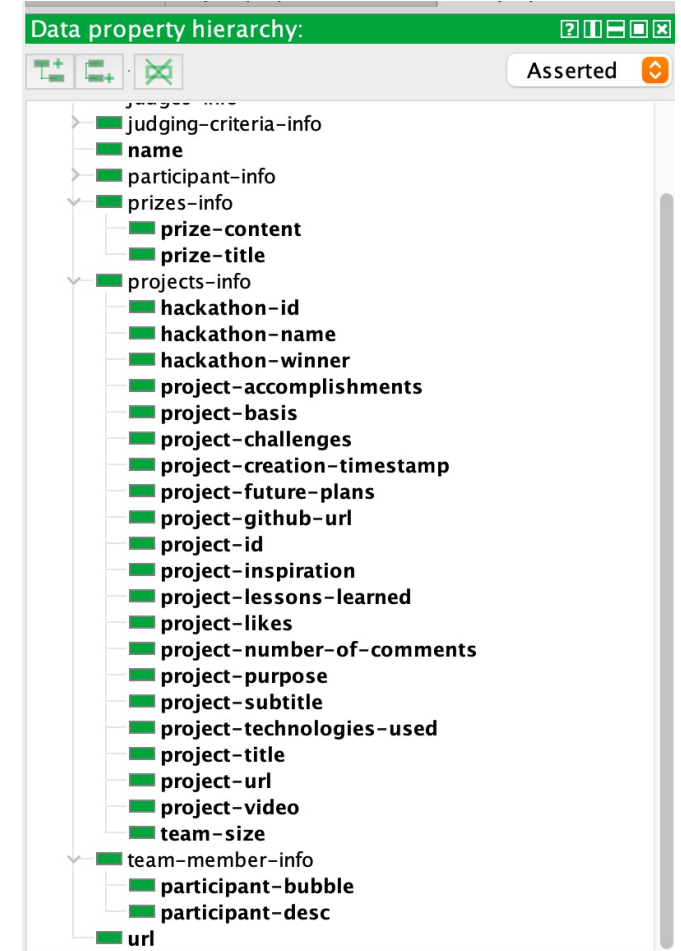 Data property hierarchy:
Asserted
judging-criteria-info
name
participant-info
prizes-info
prize-content
prize-title
projects-info
hackathon-id
hackathon-name
hackathon-winner
project-accomplishments
project-basis
project-challenges
project-creation-timestamp
project-future-plans
project-github-url
project-id
project-inspiration
project-lessons-learned
project-likes
project-number-of-comments
project-purpose
project-subtitle
project-technologies-used
project-title
project-url
project-video
team-size
team-member-info
participant-bubble
participant-desc
url